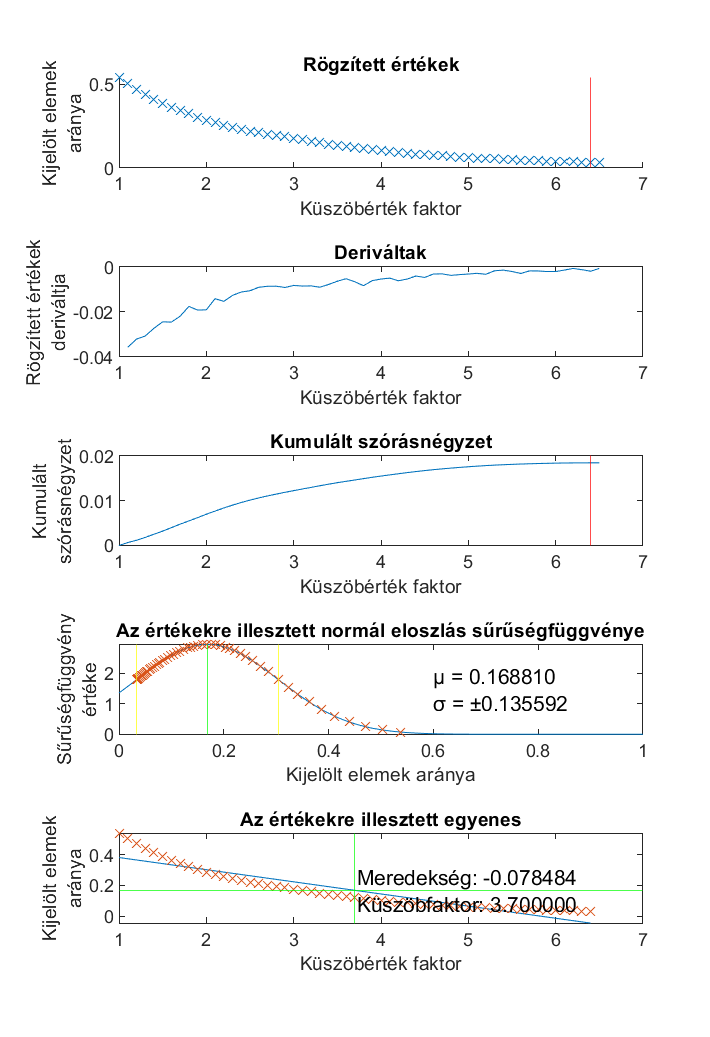 Rögzített értékek
Kijelölt elemek
aránya
0.5
0
1 2 3 4 5 6 7
Küszöbérték faktor
Deriváltak
Rögzített értékek
deriváltja
0
-0.02
-0.04
1 2 3 4 5 6 7
Küszöbérték faktor
Kumulált szórásnégyzet
Kumulált
szórásnégyzet
0.02
0.01
0
1 2 3 4 5 6 7
Küszöbérték faktor
Az értékekre illesztett normál eloszlás sűrűségfüggvénye
Sűrűségfüggvény
értéke
2
1
0
μ = 0.168810
σ = ±0.135592
0 0.2 0.4 0.6 0.8 1
Kijelölt elemek aránya
Az értékekre illesztett egyenes
Kijelölt elemek
aránya
0.4
0.2
0
Meredekség: -0.078484
Küszöbfaktor: 3.700000
1 2 3 4 5 6 7
Küszöbérték faktor